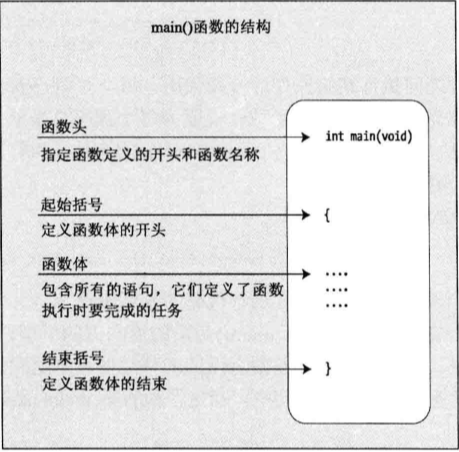 main()函数的结构
函数头
int main(void)
指定函数定义的开头和函数名称
起始括号
{
定义函数体的开头
函数体
....
包含所有的语句，它们定义了函数
....
执行时要完成的任务
....
结束括号
}
定义函数体的结束